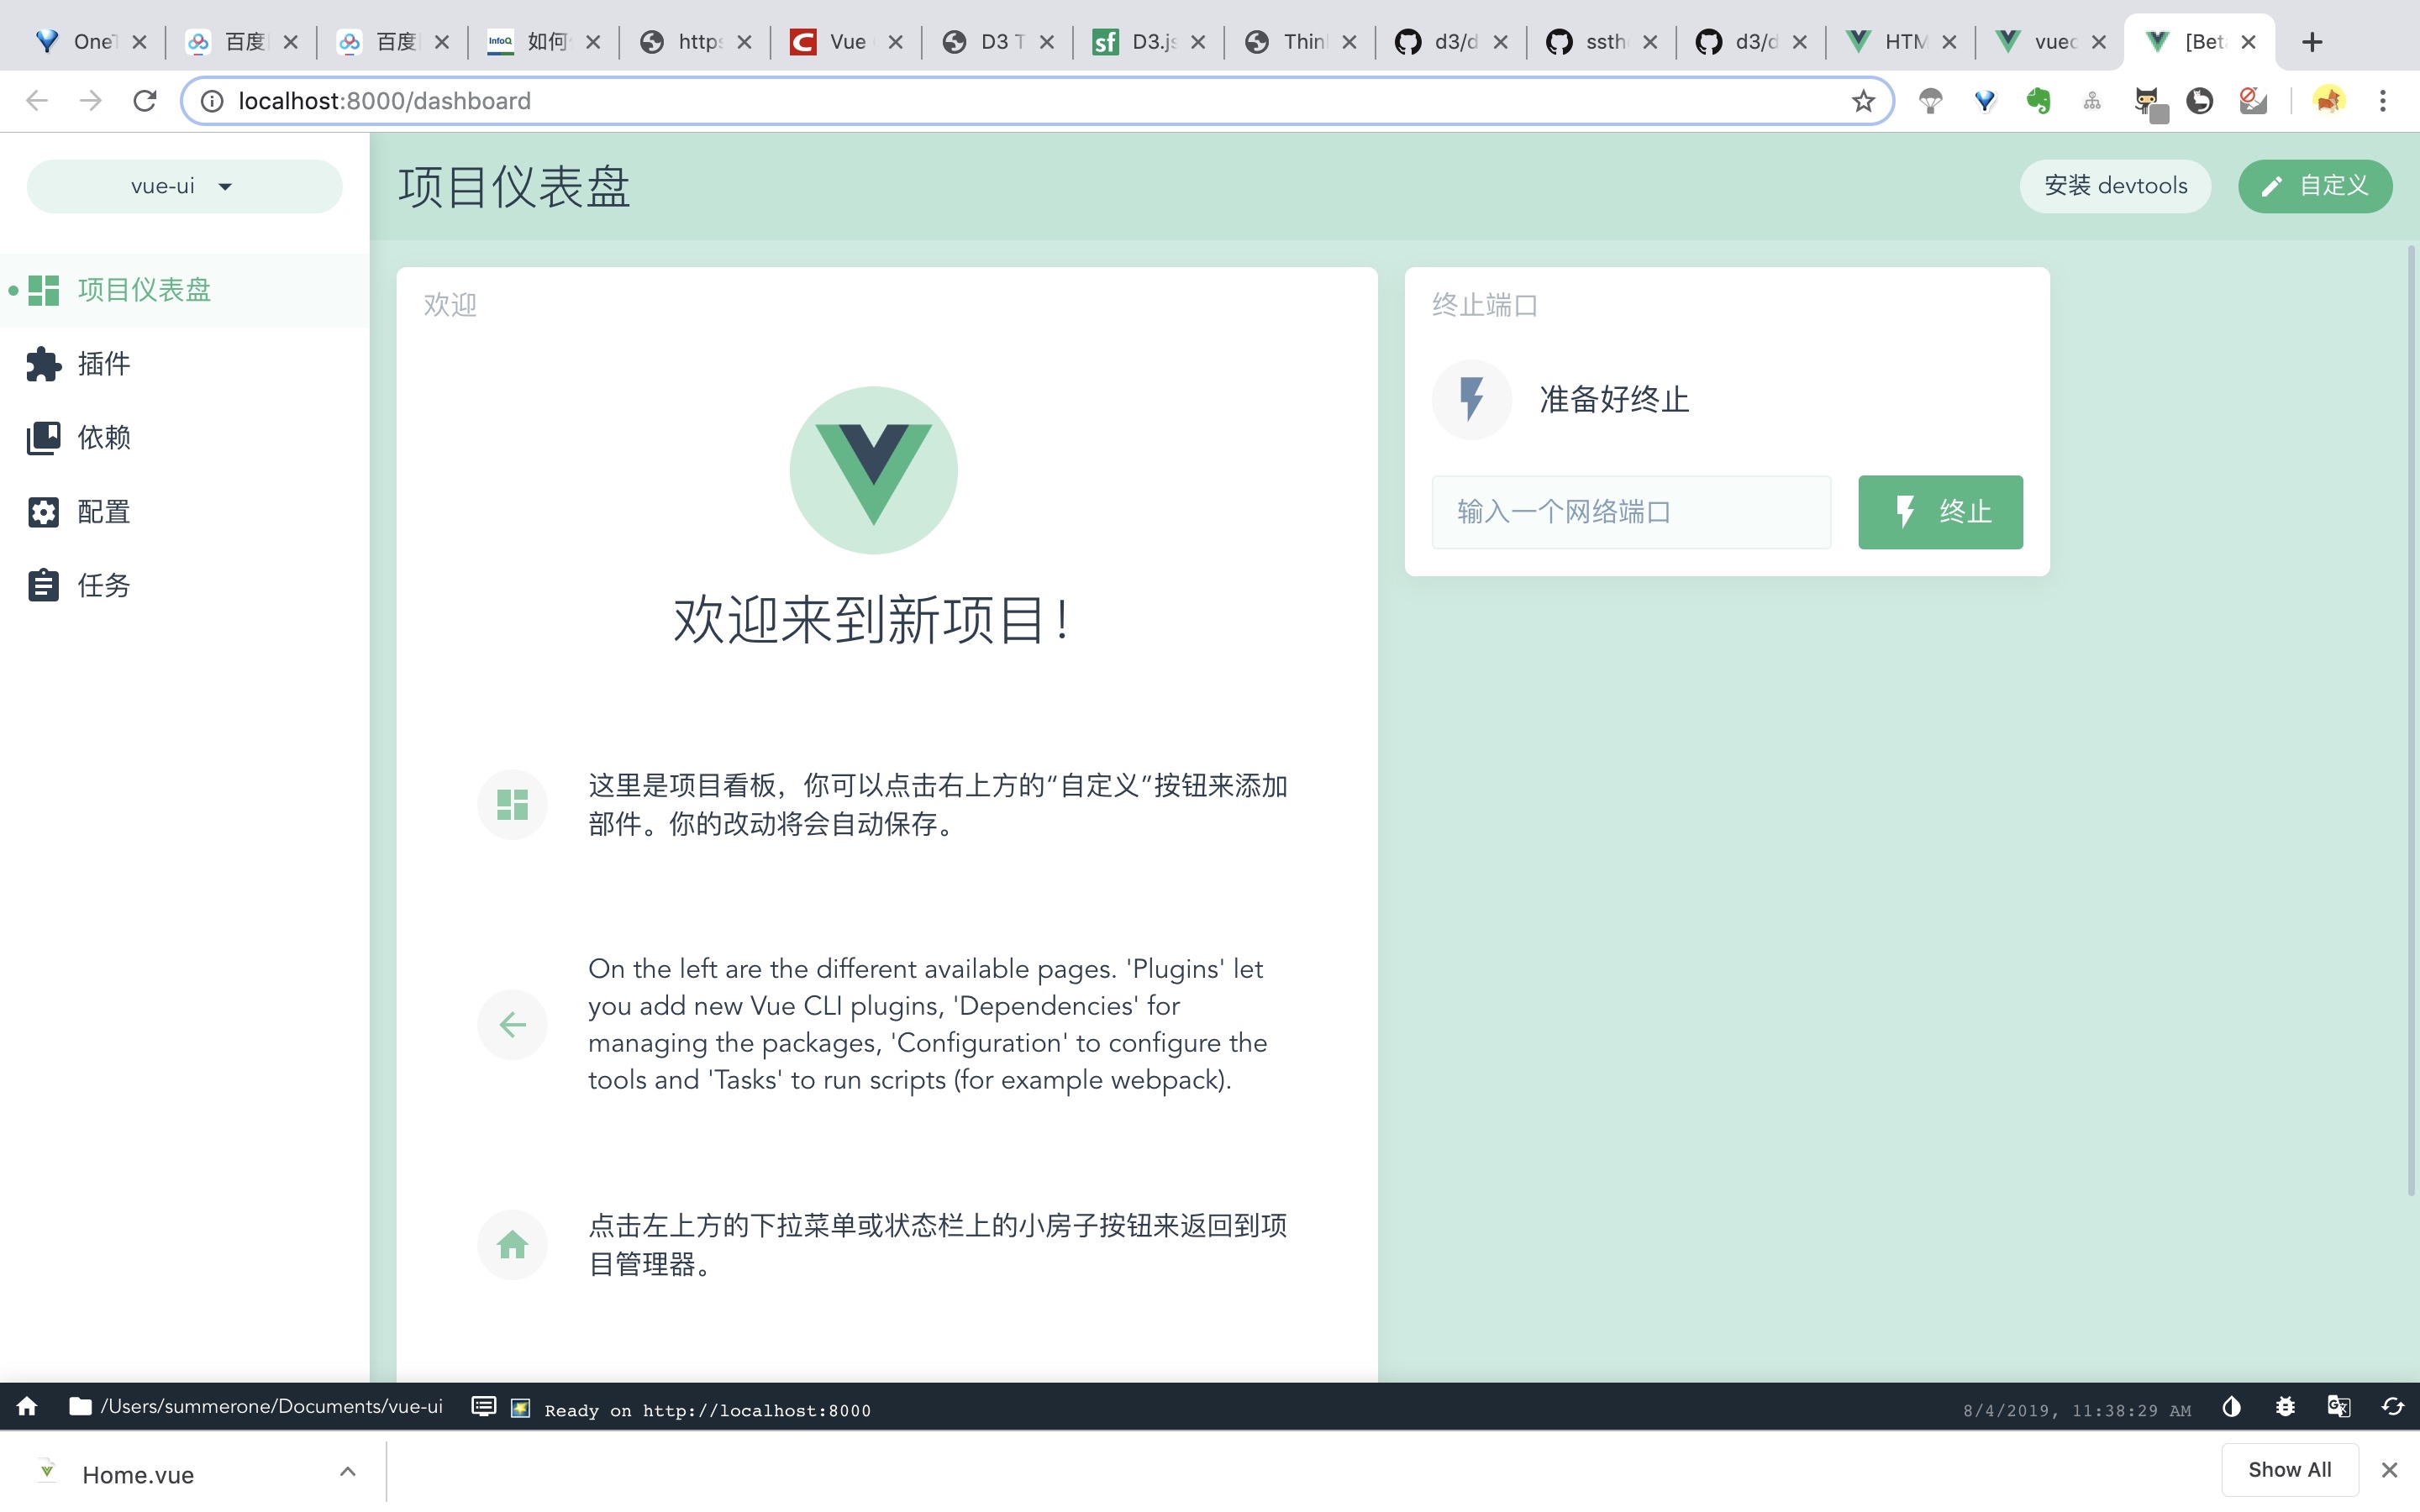 One
百度
百度
InfoQ 如何
https
C Vue
D3 T
sf D3.js
Thin
d3/d
ssth
d3/d
HTM
vuec
[Bet
localhost:8000/dashboard
vue-ui
项目仪表盘
安装 devtools
自定义
项目仪表盘
插件
依赖
配置
任务
欢迎
欢迎来到新项目！
这里是项目看板，你可以点击右上方的“自定义”按钮来添加
部件。你的改动将会自动保存。
On the left are the different available pages. 'Plugins' let
you add new Vue CLI plugins, 'Dependencies' for
managing the packages, 'Configuration' to configure the
tools and 'Tasks' to run scripts (for example webpack).
点击左上方的下拉菜单或状态栏上的小房子按钮来返回到项
目管理器。
终止端口
准备好终止
输入一个网络端口
终止
/Users/summerone/Documents/vue-ui
Ready on http://localhost:8000
8/4/2019, 11:38:29 AM
Home.vue
Show All